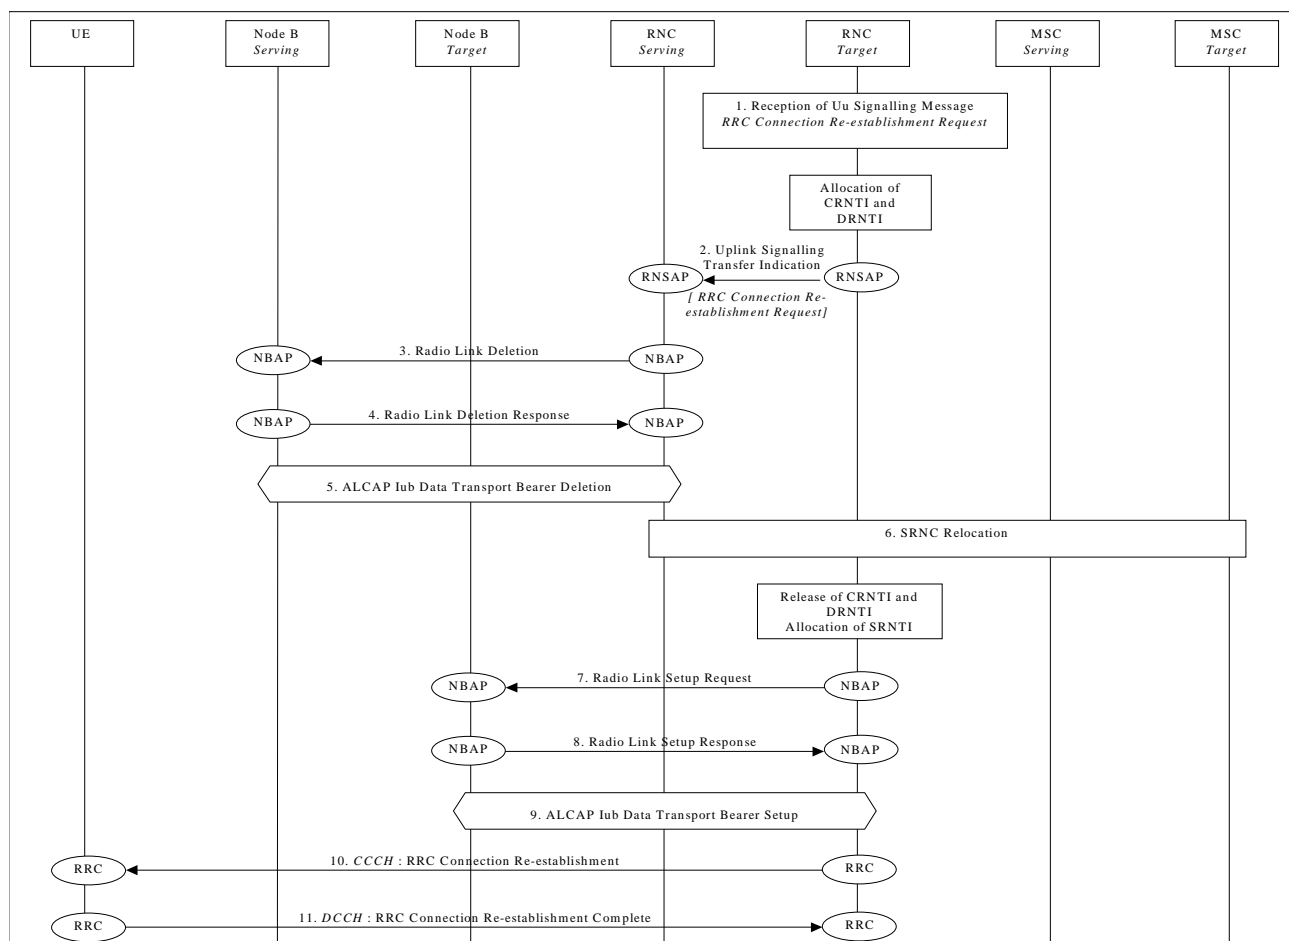 UE
Node B
Serving
Node B
Target
RNC
Serving
RNC
Target
MSC
Serving
MSC
Target
1. Reception of Uu Signalling Message
RRC Connection Re-establishment Request
Allocation of
CRNTI and
DRNTI
2. Uplink Signalling
Transfer Indication
RNSAP
RNSAP
[ RRC Connection Re-
establishment Request]
NBAP
3. Radio Link Deletion
NBAP
NBAP
4. Radio Link Deletion Response
NBAP
5. ALCAP Iub Data Transport Bearer Deletion
6. SRNC Relocation
Release of CRNTI and
DRNTI
Allocation of SRNTI
NBAP
7. Radio Link Setup Request
NBAP
NBAP
8. Radio Link Setup Response
NBAP
9. ALCAP Iub Data Transport Bearer Setup
RRC
10. CCCH : RRC Connection Re-establishment
RRC
RRC
11. DCCH : RRC Connection Re-establishment Complete
RRC